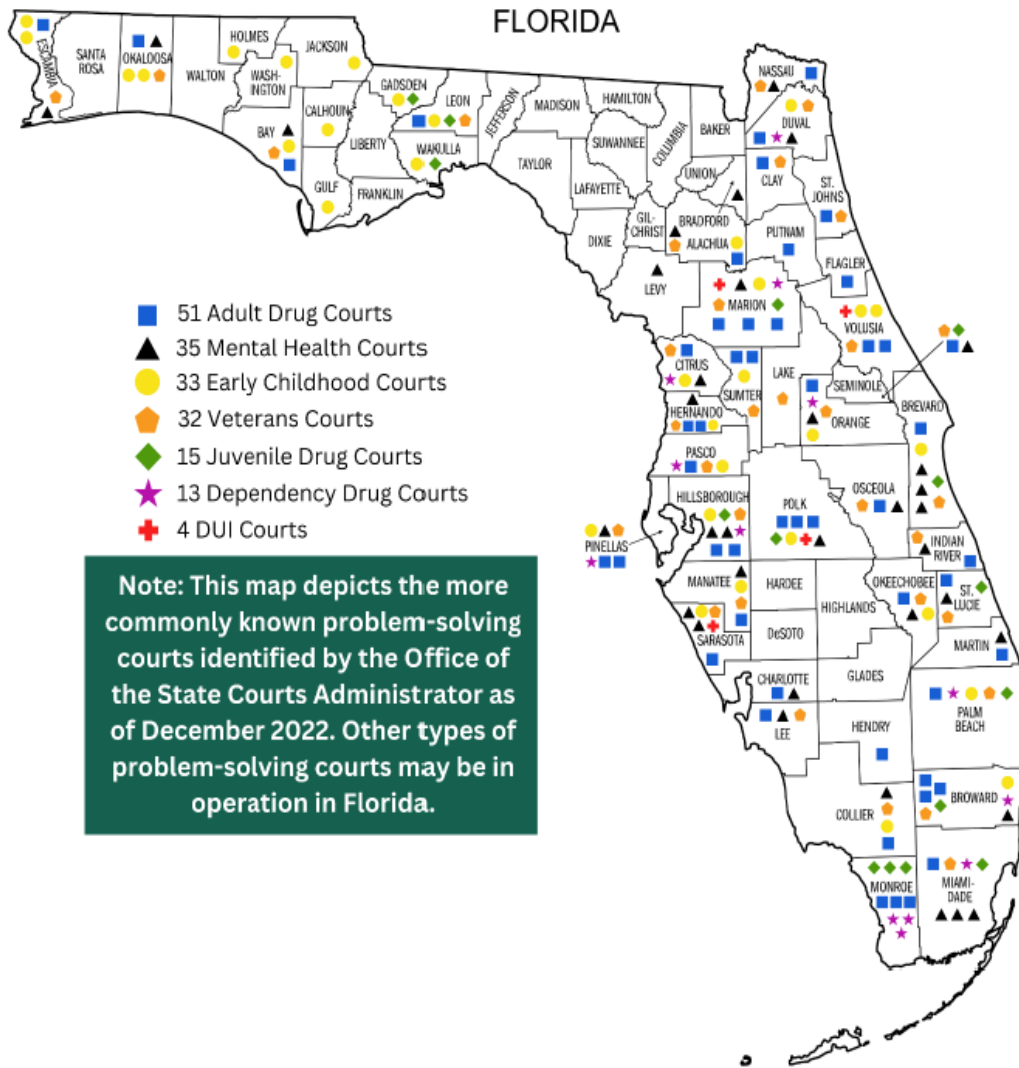 FLORIDA
ESCAMBIA
SANTA
ROSA
OKALOOSA
WALTON
HOLMES
WASH-
INGTON
JACKSON
BAY
CALHOUN
GULF
GADSDEN
LIBERTY
FRANKLIN
LEON
WAKULLA
JEFFERSON
MADISON
TAYLOR
HAMILTON
SUWANNEE
LAFAYETTE
DIXIE
COLUMBIA
GIL-
CHRIST
BAKER
UNION
BRADFORD
ALACHUA
LEVY
NASSAU
DUVAL
CLAY
ST.
JOHNS
PUTNAM
FLAGLER
MARION
VOLUSIA
CITRUS
SUMTER
LAKE
SEMINOLE
HERNANDO
ORANGE
BREVARD
PASCO
HILLSBOROUGH
PINELLAS
POLK
OSCEOLA
INDIAN
RIVER
MANATEE
HARDEE
HIGHLANDS
OKEECHOBEE
ST.
LUCIE
SARASOTA
DeSOTO
MARTIN
CHARLOTTE
GLADES
LEE
HENDRY
PALM
BEACH
COLLIER
BROWARD
MONROE
MIAMI-
DADE
51 Adult Drug Courts
35 Mental Health Courts
33 Early Childhood Courts
32 Veterans Courts
15 Juvenile Drug Courts
13 Dependency Drug Courts
4 DUI Courts
Note: This map depicts the more
commonly known problem-solving
courts identified by the Office of
the State Courts Administrator as
of December 2022. Other types of
problem-solving courts may be in
operation in Florida.